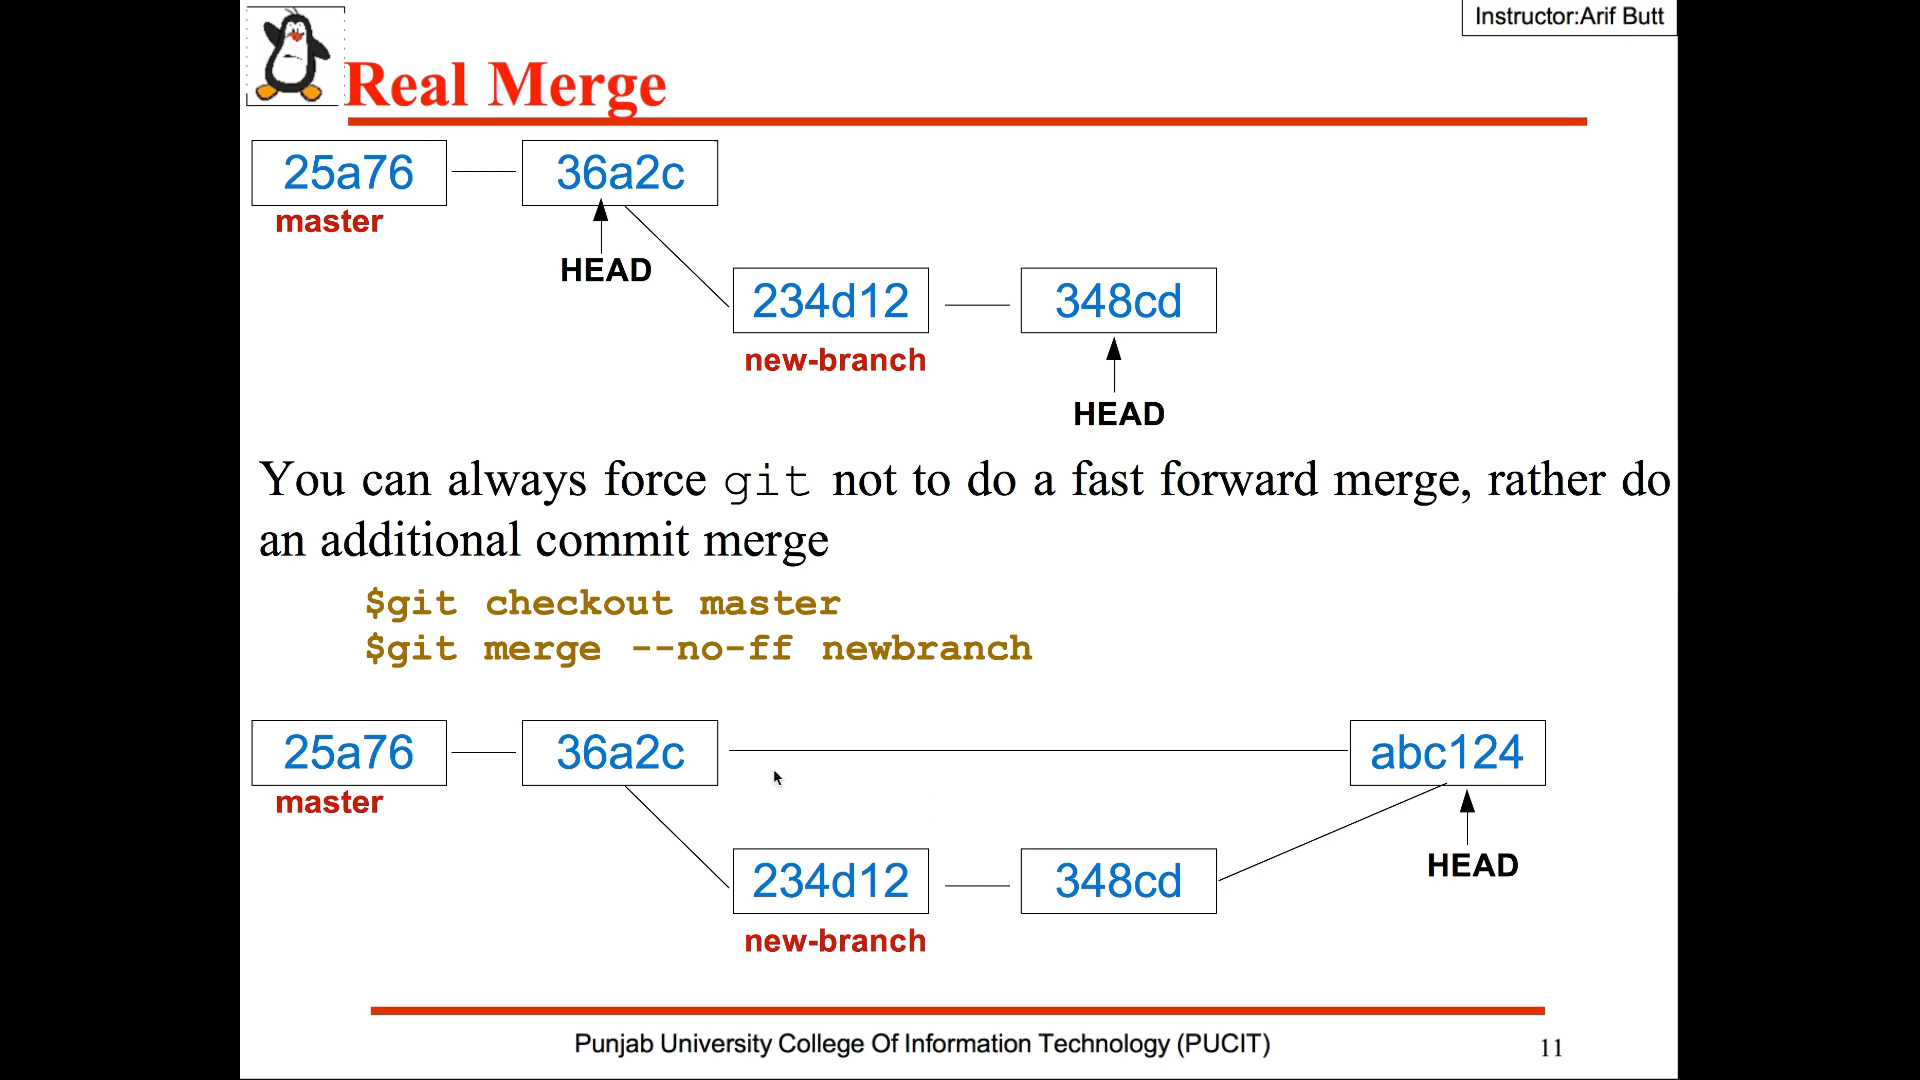 Instructor:Arif Butt
Real Merge
25a76 36a2c
master
HEAD
234d12 348cd
new-branch
HEAD
You can always force git not to do a fast forward merge, rather do
an additional commit merge
$git checkout master
$git merge --no-ff newbranch
25a76 36a2c abc124
master
HEAD
234d12 348cd
new-branch
Punjab University College Of Information Technology (PUCIT) 11